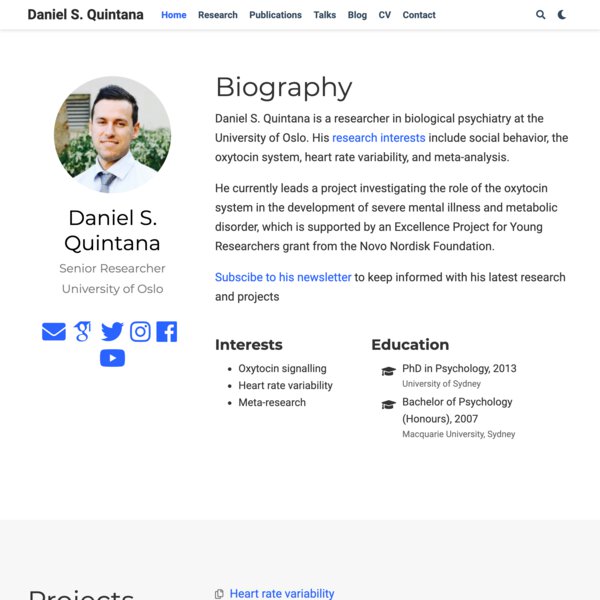 Daniel S. Quintana Home Research Publications Talks Blog CV Contact
Biography
Daniel S. Quintana is a researcher in biological psychiatry at the
University of Oslo. His research interests include social behavior, the
oxytocin system, heart rate variability, and meta-analysis.
He currently leads a project investigating the role of the oxytocin
system in the development of severe mental illness and metabolic
disorder, which is supported by an Excellence Project for Young
Researchers grant from the Novo Nordisk Foundation.
Subscibe to his newsletter to keep informed with his latest research
and projects
Daniel S.
Quintana
Senior Researcher
University of Oslo
Interests
Oxytocin signalling
Heart rate variability
Meta-research
Education
PhD in Psychology, 2013
University of Sydney
Bachelor of Psychology
(Honours), 2007
Macquarie University, Sydney
Projects
Heart rate variability